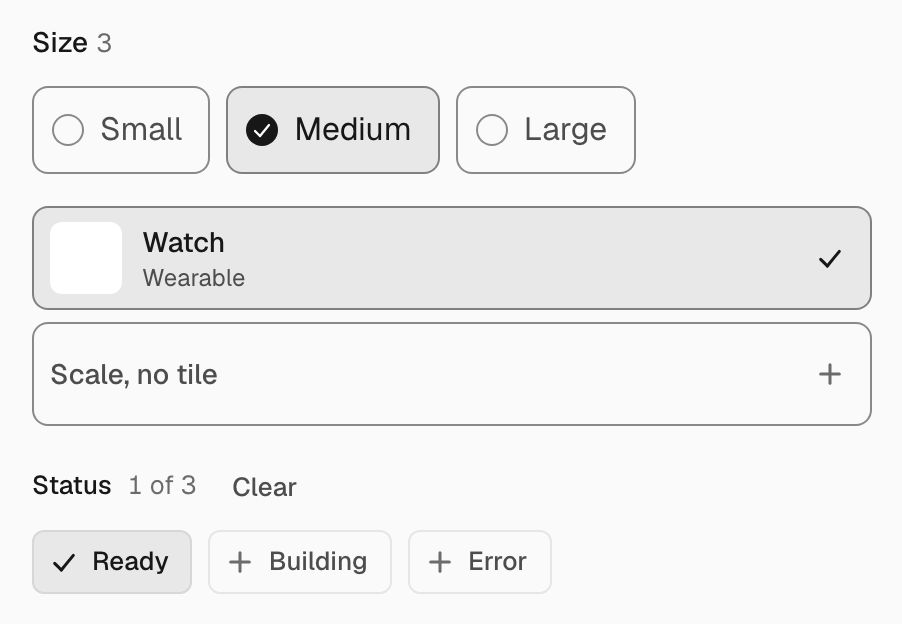 Size 3
Small Medium Large
Watch
Wearable
Scale, no tile
Status 1 of 3 Clear
Ready Building Error